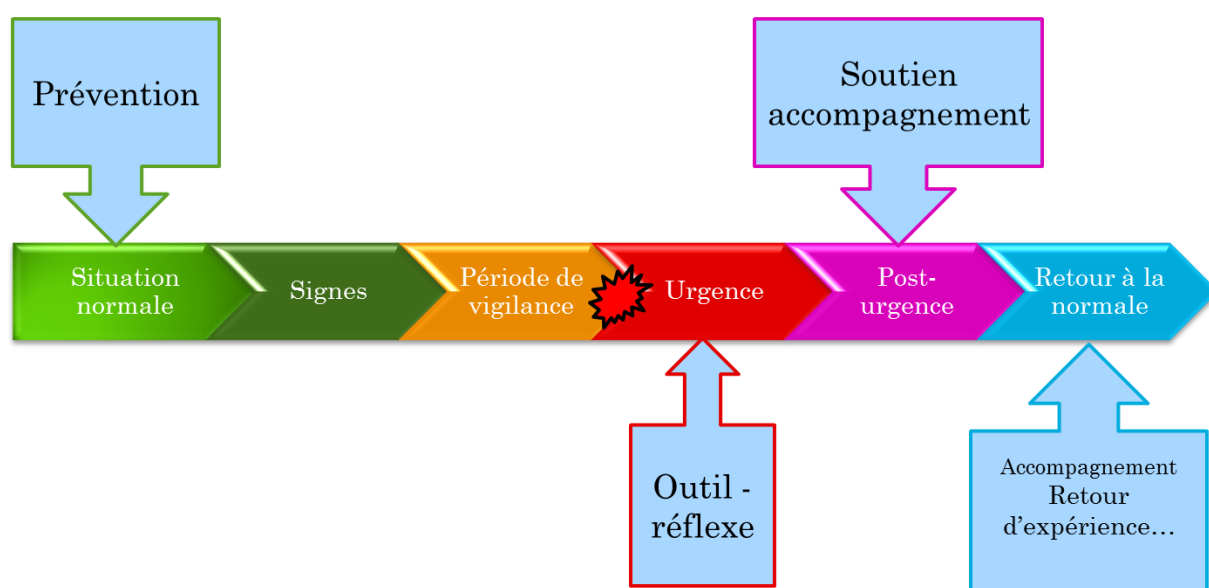 Prévention
Soutien
accompagnement
Situation
normale
Signes
Période de
vigilance
Urgence
Post-
urgence
Retour à la
normale
Outil -
réflexe
Accompagnement
Retour
d’expérience…